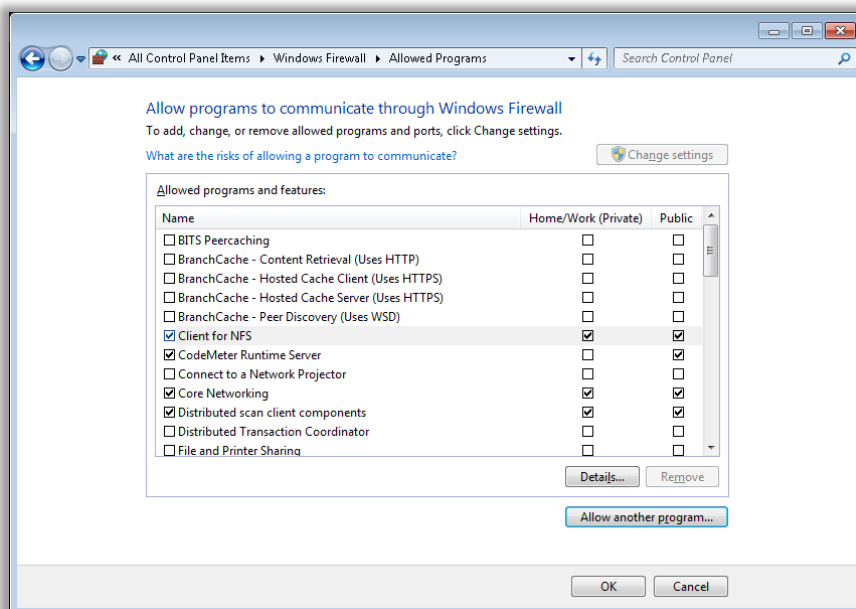 « All Control Panel Items ▸ Windows Firewall ▸ Allowed Programs Search Control Panel
Allow programs to communicate through Windows Firewall
To add, change, or remove allowed programs and ports, click Change settings.
What are the risks of allowing a program to communicate? Change settings
Allowed programs and features:
Name Home/Work (Private) Public
BITS Peercaching
BranchCache - Content Retrieval (Uses HTTP)
BranchCache - Hosted Cache Client (Uses HTTPS)
BranchCache - Hosted Cache Server (Uses HTTPS)
BranchCache - Peer Discovery (Uses WSD)
Client for NFS
CodeMeter Runtime Server
Connect to a Network Projector
Core Networking
Distributed scan client components
Distributed Transaction Coordinator
File and Printer Sharing
Details... Remove
Allow another program...
OK Cancel